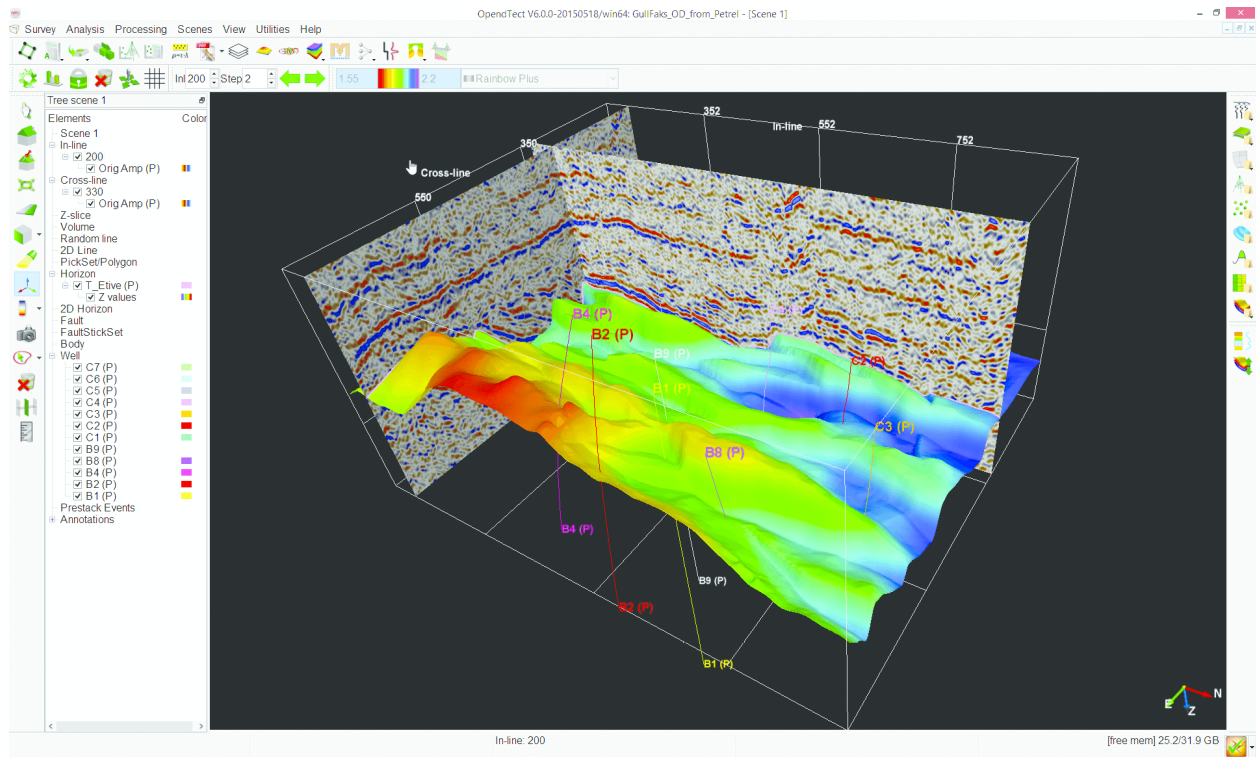 OpendTect V6.0.0-20150518/win64: GullFaks_OD_from_Petrel - [Scene 1]
Survey Analysis Processing Scenes View Utilities Help
Inl 200 Step 2 1.55 2.2 Rainbow Plus
Tree scene 1
Elements Color
Scene 1
In-line
200
Orig Amp (P)
Cross-line
330
Orig Amp (P)
Z-slice
Volume
Random line
2D Line
PickSet/Polygon
Horizon
T_Etive (P)
Z values
2D Horizon
Fault
FaultStickSet
Body
Well
C7 (P)
C6 (P)
C5 (P)
C4 (P)
C3 (P)
C2 (P)
C1 (P)
B9 (P)
B8 (P)
B4 (P)
B2 (P)
B1 (P)
Prestack Events
Annotations
352
In-line 552
752
350
Cross-line
550
B4 (P)
B2 (P)
B9 (P)
C2 (P)
B1 (P)
C3 (P)
B8 (P)
B4 (P)
B9 (P)
B2 (P)
B1 (P)
N
E
Z
In-line: 200
[free mem] 25.2/31.9 GB